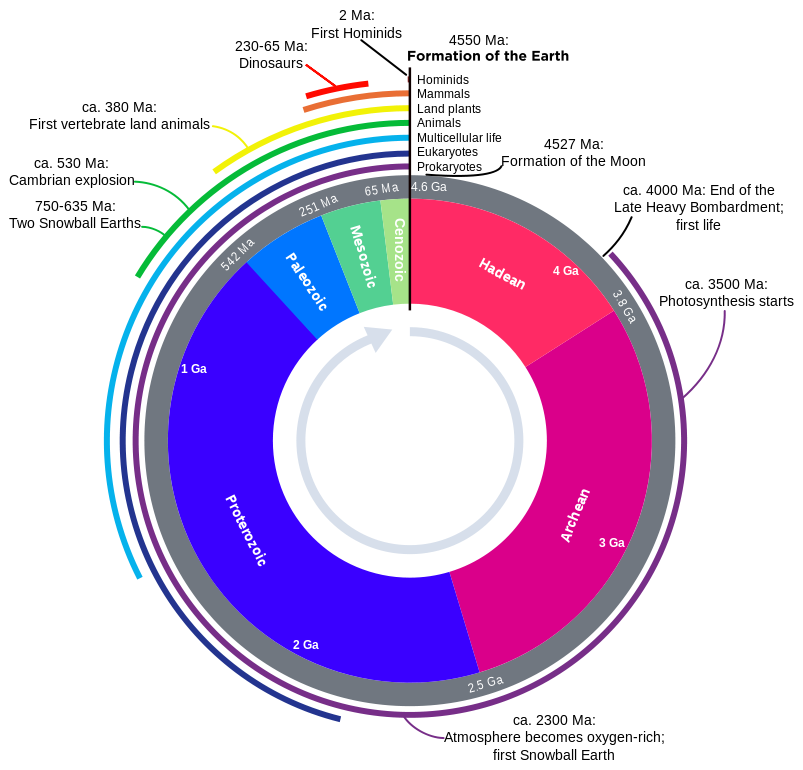 2 Ma:
First Hominids
4550 Ma:
Formation of the Earth
230-65 Ma:
Dinosaurs
Hominids
Mammals
Land plants
Animals
Multicellular life
Eukaryotes
Prokaryotes
ca. 380 Ma:
First vertebrate land animals
4527 Ma:
Formation of the Moon
ca. 530 Ma:
Cambrian explosion
750-635 Ma:
Two Snowball Earths
ca. 4000 Ma: End of the
Late Heavy Bombardment;
first life
ca. 3500 Ma:
Photosynthesis starts
4.6 Ga
65 Ma
251 Ma
542 Ma
3.8 Ga
Hadean
4 Ga
Cenozoic
Mesozoic
Paleozoic
1 Ga
Proterozoic
Archean
3 Ga
2 Ga
2.5 Ga
ca. 2300 Ma:
Atmosphere becomes oxygen-rich;
first Snowball Earth